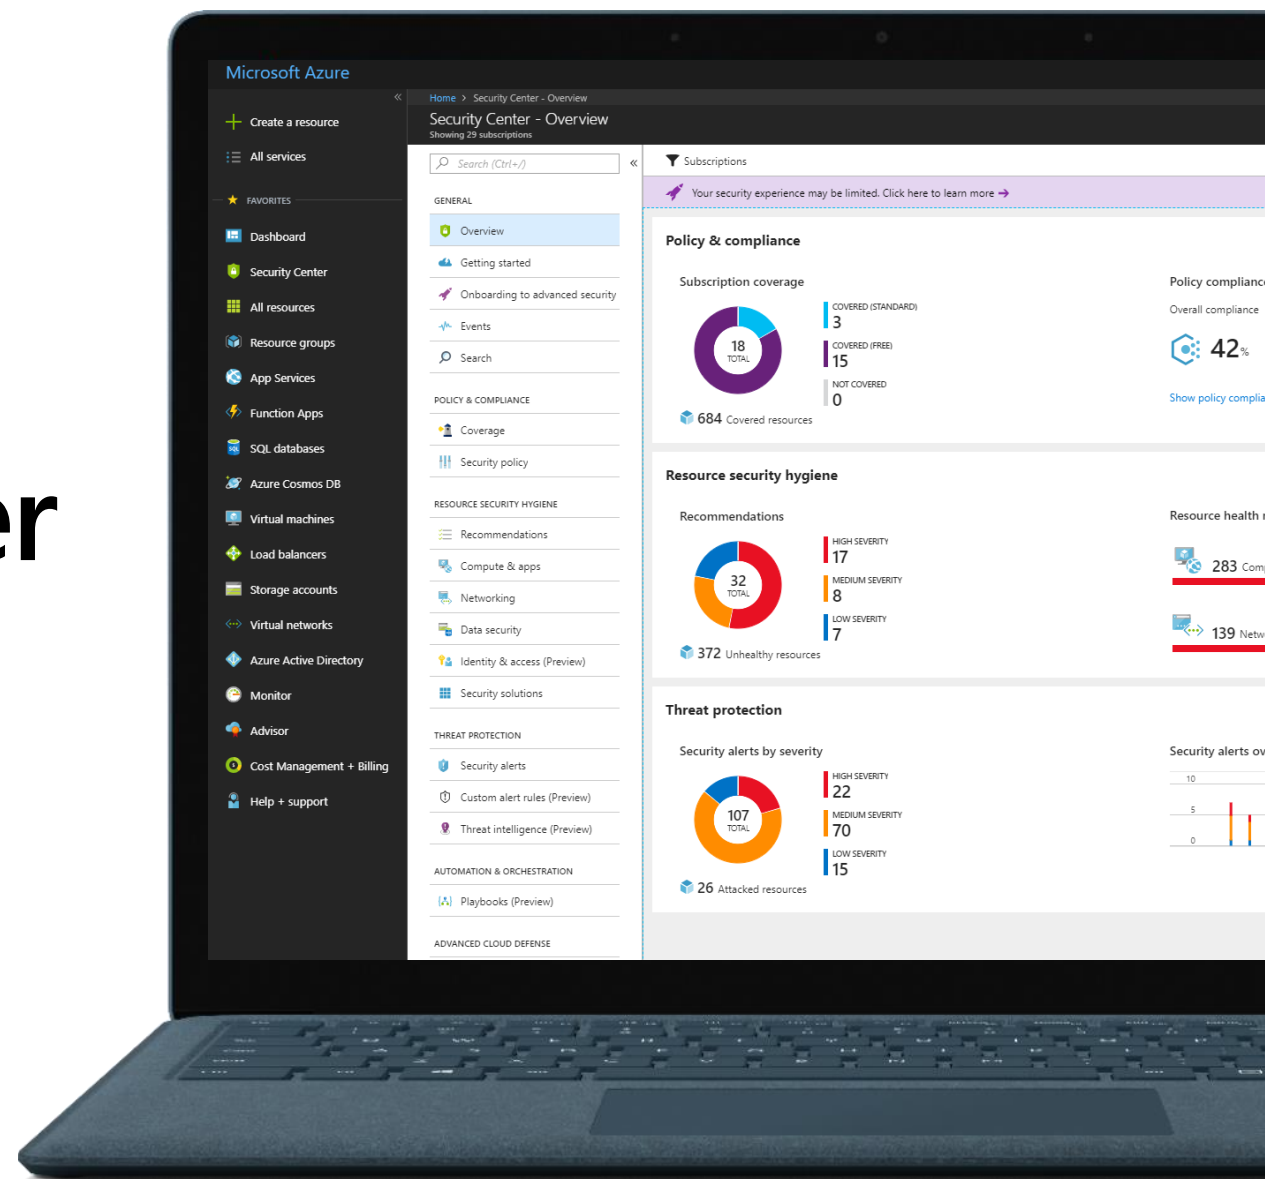 er
Microsoft Azure
Create a resource
All services
FAVORITES
Dashboard
Security Center
All resources
Resource groups
App Services
Function Apps
SQL databases
Azure Cosmos DB
Virtual machines
Load balancers
Storage accounts
Virtual networks
Azure Active Directory
Monitor
Advisor
Cost Management + Billing
Help + support
Home > Security Center - Overview
Security Center - Overview
Showing 29 subscriptions
Search (Ctrl+/)
GENERAL
Overview
Getting started
Onboarding to advanced security
Events
Search
POLICY & COMPLIANCE
Coverage
Security policy
RESOURCE SECURITY HYGIENE
Recommendations
Compute & apps
Networking
Data security
Identity & access (Preview)
Security solutions
THREAT PROTECTION
Security alerts
Custom alert rules (Preview)
Threat intelligence (Preview)
AUTOMATION & ORCHESTRATION
Playbooks (Preview)
ADVANCED CLOUD DEFENSE
Subscriptions
Your security experience may be limited. Click here to learn more →
Policy & compliance
Subscription coverage
18
TOTAL
COVERED (STANDARD)
3
COVERED (FREE)
15
NOT COVERED
0
684 Covered resources
Policy compliance
Overall compliance
42%
Show policy complia
Resource security hygiene
Recommendations
32
TOTAL
HIGH SEVERITY
17
MEDIUM SEVERITY
8
LOW SEVERITY
7
372 Unhealthy resources
Resource health
283 Com
139 Netw
Threat protection
Security alerts by severity
107
TOTAL
HIGH SEVERITY
22
MEDIUM SEVERITY
70
LOW SEVERITY
15
26 Attacked resources
Security alerts ov
10
5
0